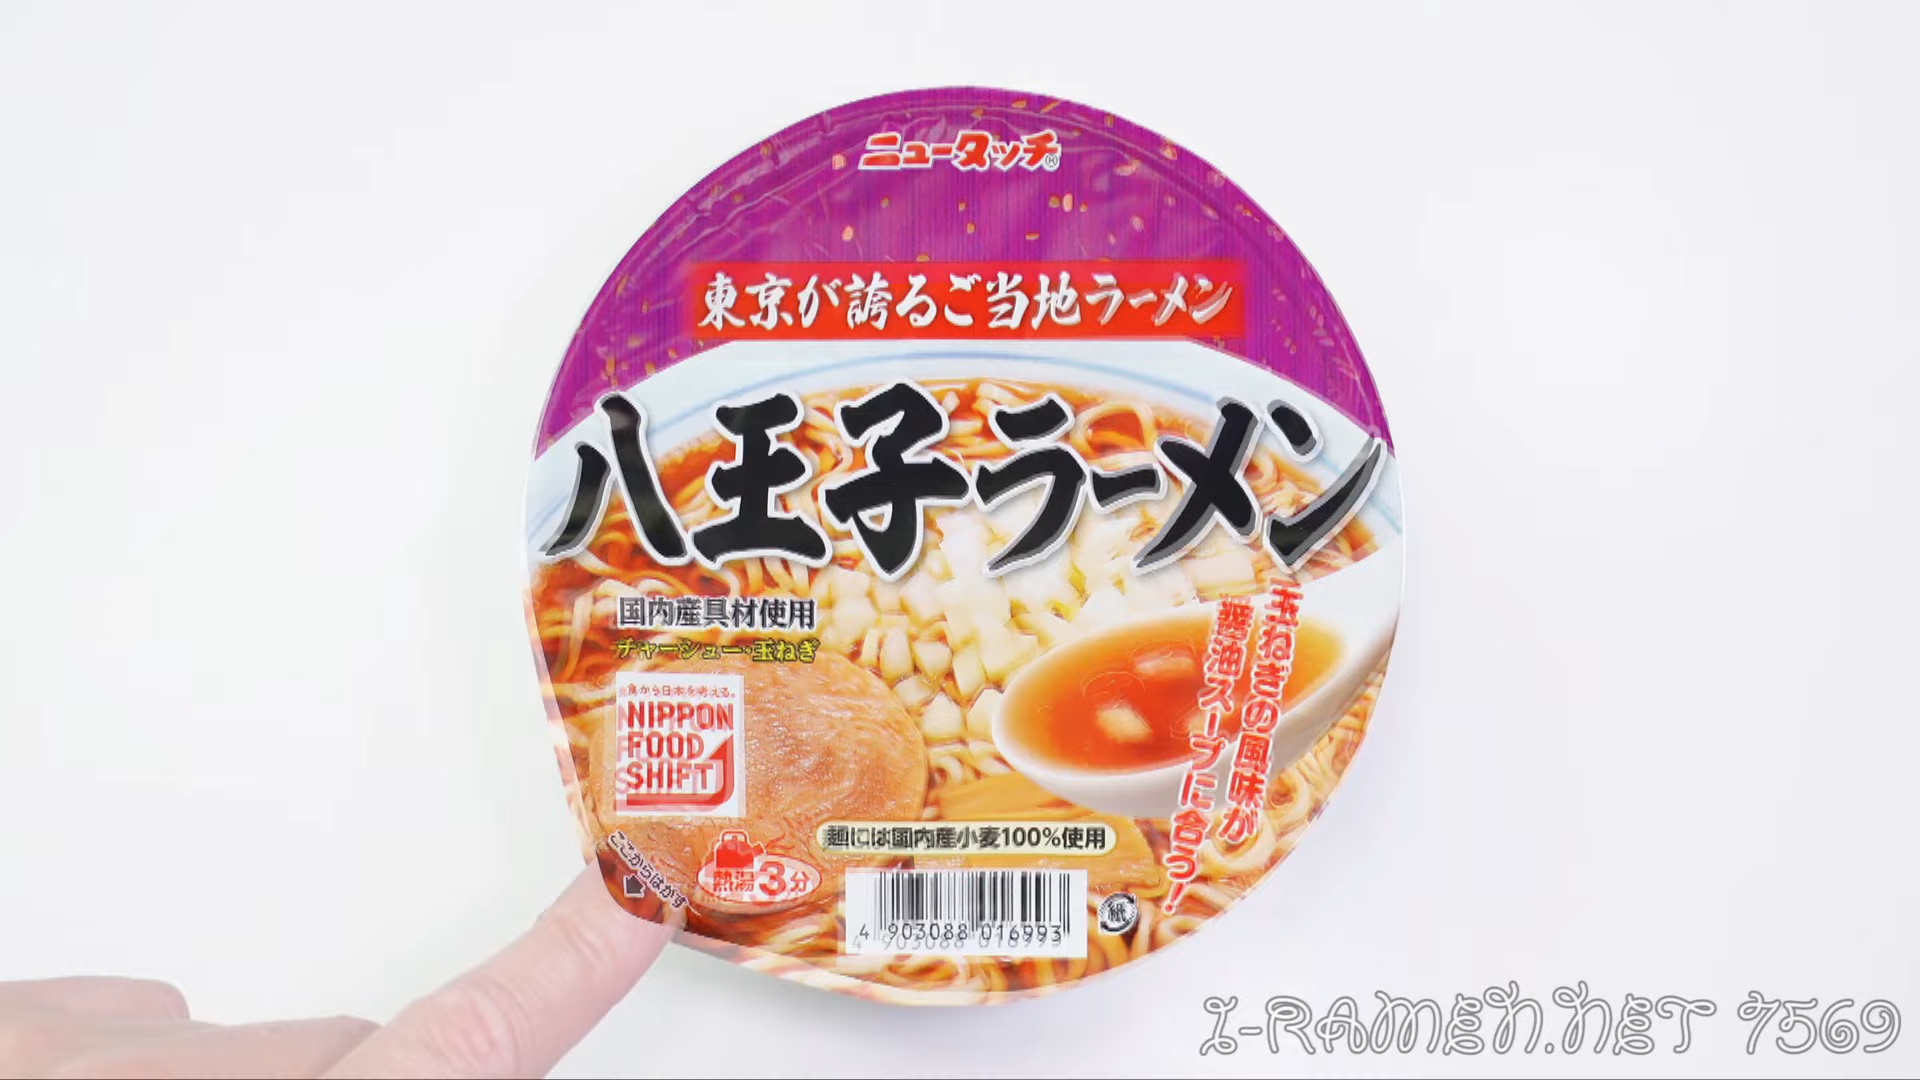 ニュータッチ®
東京が誇るご当地ラーメン
八王子ラーメン
国内産具材使用
チャーシュー・玉ねぎ
食から日本を考える。
NIPPON
FOOD
SHIFT
玉ねぎの風味が
醤油スープに合う!
麺には国内産小麦100%使用
ここからはがす
熱湯3分
紙
4 903088 016993
I-RAMEN.NET 7569